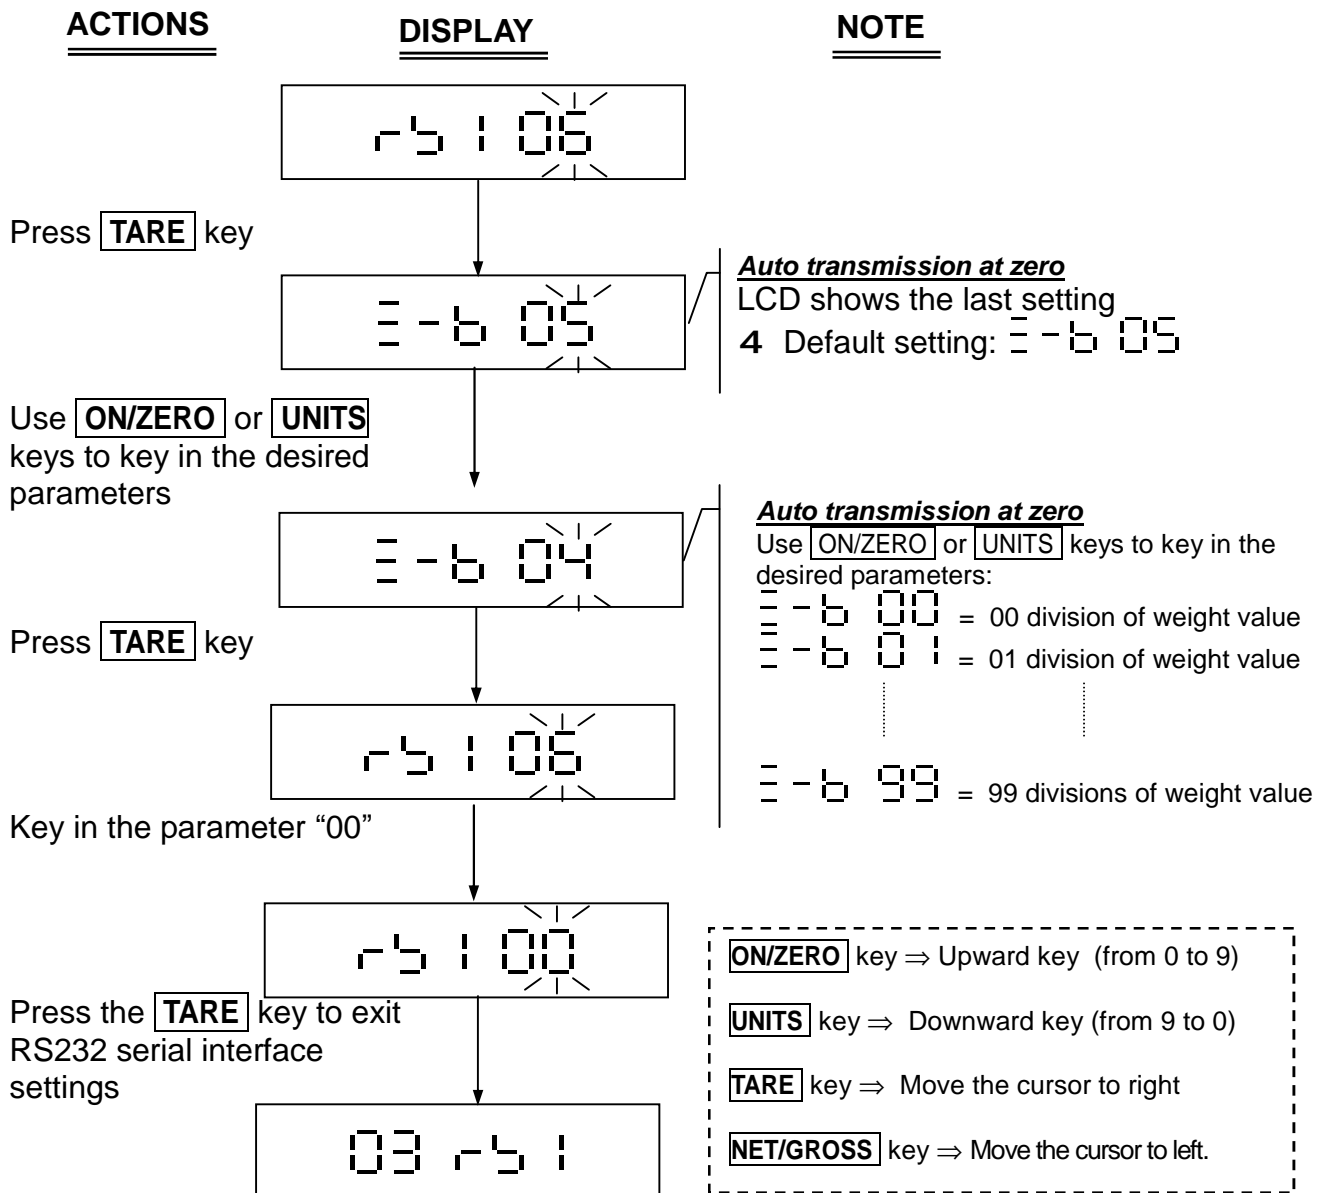 ACTIONS
DISPLAY
NOTE
rS1 06
Press TARE key
Ξ-b 05
Auto transmission at zero
LCD shows the last setting
4 Default setting: Ξ-b 05
Use ON/ZERO or UNITS
keys to key in the desired
parameters
Ξ-b 04
Auto transmission at zero
Use ON/ZERO or UNITS keys to key in the
desired parameters:
Ξ-b 00 = 00 division of weight value
Ξ-b 01 = 01 division of weight value
Ξ-b 99 = 99 divisions of weight value
Press TARE key
rS1 06
Key in the parameter “00”
rS1 00
Press the TARE key to exit
RS232 serial interface
settings
03 rS1
ON/ZERO key ⇒ Upward key (from 0 to 9)
UNITS key ⇒ Downward key (from 9 to 0)
TARE key ⇒ Move the cursor to right
NET/GROSS key ⇒ Move the cursor to left.